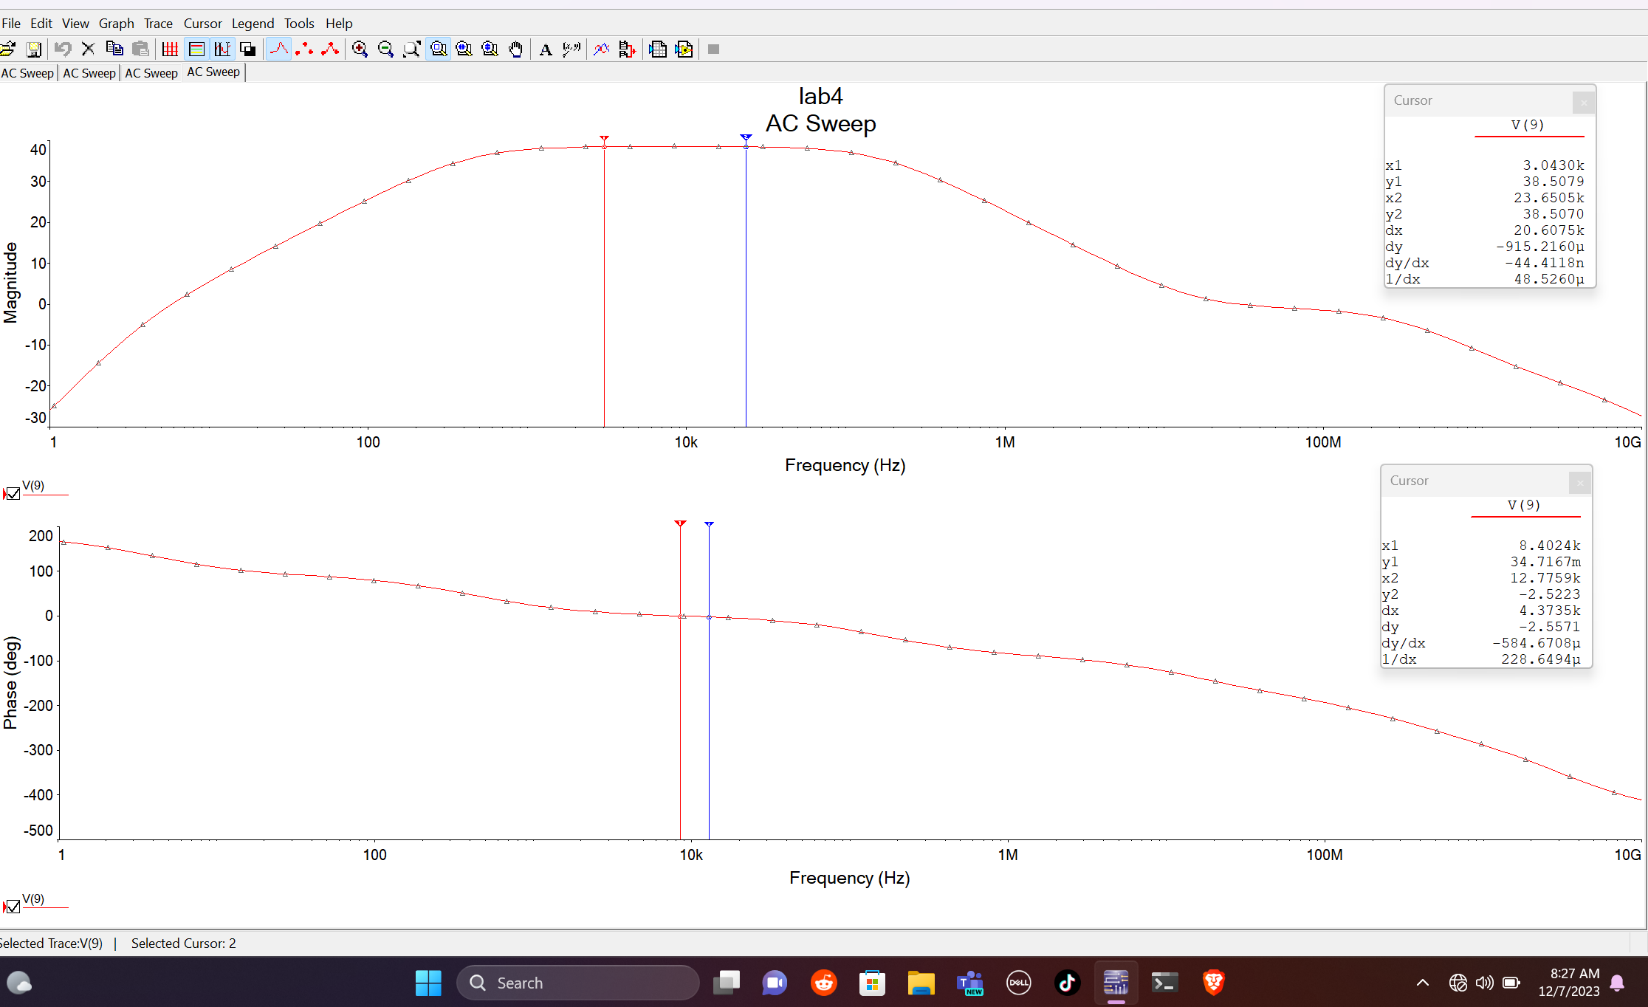 File Edit View Graph Trace Cursor Legend Tools Help
AC Sweep AC Sweep AC Sweep AC Sweep
lab4
AC Sweep
Magnitude
40
30
20
10
0
-10
-20
-30
1 100 10k 1M 100M 10G
Frequency (Hz)
Cursor
V(9)
x1 3.0430k
y1 38.5079
x2 23.6505k
y2 38.5070
dx 20.6075k
dy -915.2160µ
dy/dx -44.4118n
1/dx 48.5260µ
V(9)
Phase (deg)
200
100
0
-100
-200
-300
-400
-500
1 100 10k 1M 100M 10G
Frequency (Hz)
Cursor
V(9)
x1 8.4024k
y1 34.7167m
x2 12.7759k
y2 -2.5223
dx 4.3735k
dy -2.5571
dy/dx -584.6708µ
1/dx 228.6494µ
V(9)
Selected Trace:V(9) | Selected Cursor: 2
Search
NEW
DELL
8:27 AM
12/7/2023